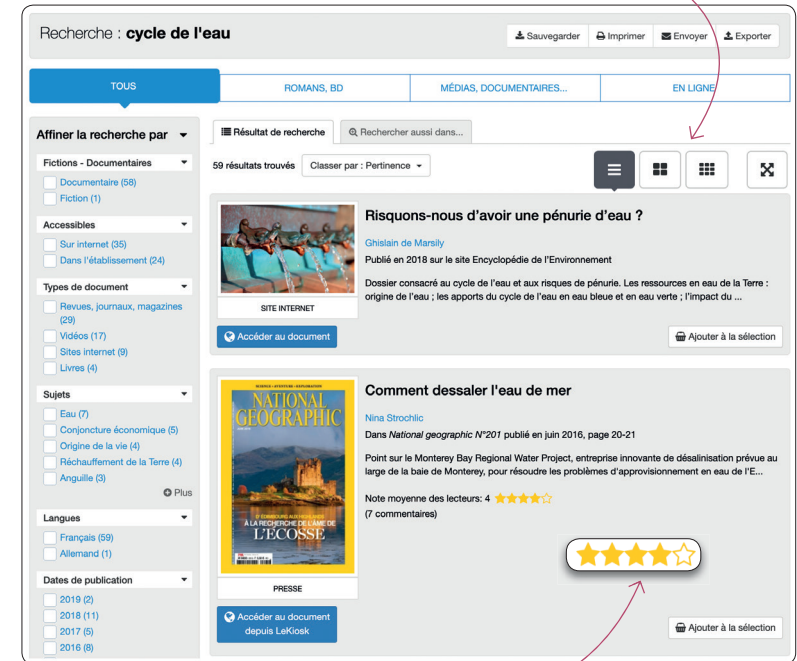 Recherche : cycle de l'eau
Sauvegarder
Imprimer
Envoyer
Exporter
TOUS
ROMANS, BD
MÉDIAS, DOCUMENTAIRES...
EN LIGNE
Affiner la recherche par
Fictions - Documentaires
Documentaire (58)
Fiction (1)
Accessibles
Sur internet (35)
Dans l'établissement (24)
Types de document
Revues, journaux, magazines
(29)
Vidéos (17)
Sites internet (9)
Livres (4)
Sujets
Eau (7)
Conjoncture économique (5)
Origine de la vie (4)
Réchauffement de la Terre (4)
Anguille (3)
Plus
Langues
Français (59)
Allemand (1)
Dates de publication
2019 (2)
2018 (11)
2017 (5)
2016 (8)
Résultat de recherche
Rechercher aussi dans...
59 résultats trouvés
Classer par : Pertinence
Risquons-nous d'avoir une pénurie d'eau ?
Ghislain de Marsily
Publié en 2018 sur le site Encyclopédie de l'Environnement
Dossier consacré au cycle de l'eau et aux risques de pénurie. Les ressources en eau de la Terre :
origine de l'eau ; les apports du cycle de l'eau en eau bleue et en eau verte ; l'impact du ...
SITE INTERNET
Accéder au document
Ajouter à la sélection
NATIONAL
GEOGRAPHIC
À LA RECHERCHE DE L'ÂME DE
L'ÉCOSSE
PRESSE
Comment dessaler l'eau de mer
Nina Strochlic
Dans National geographic N°201 publié en juin 2016, page 20-21
Point sur le Monterey Bay Regional Water Project, entreprise innovante de désalinisation prévue au
large de la baie de Monterey, pour résoudre les problèmes d'approvisionnement en eau de l'E...
Note moyenne des lecteurs: 4
(7 commentaires)
Accéder au document
depuis LeKiosk
Ajouter à la sélection